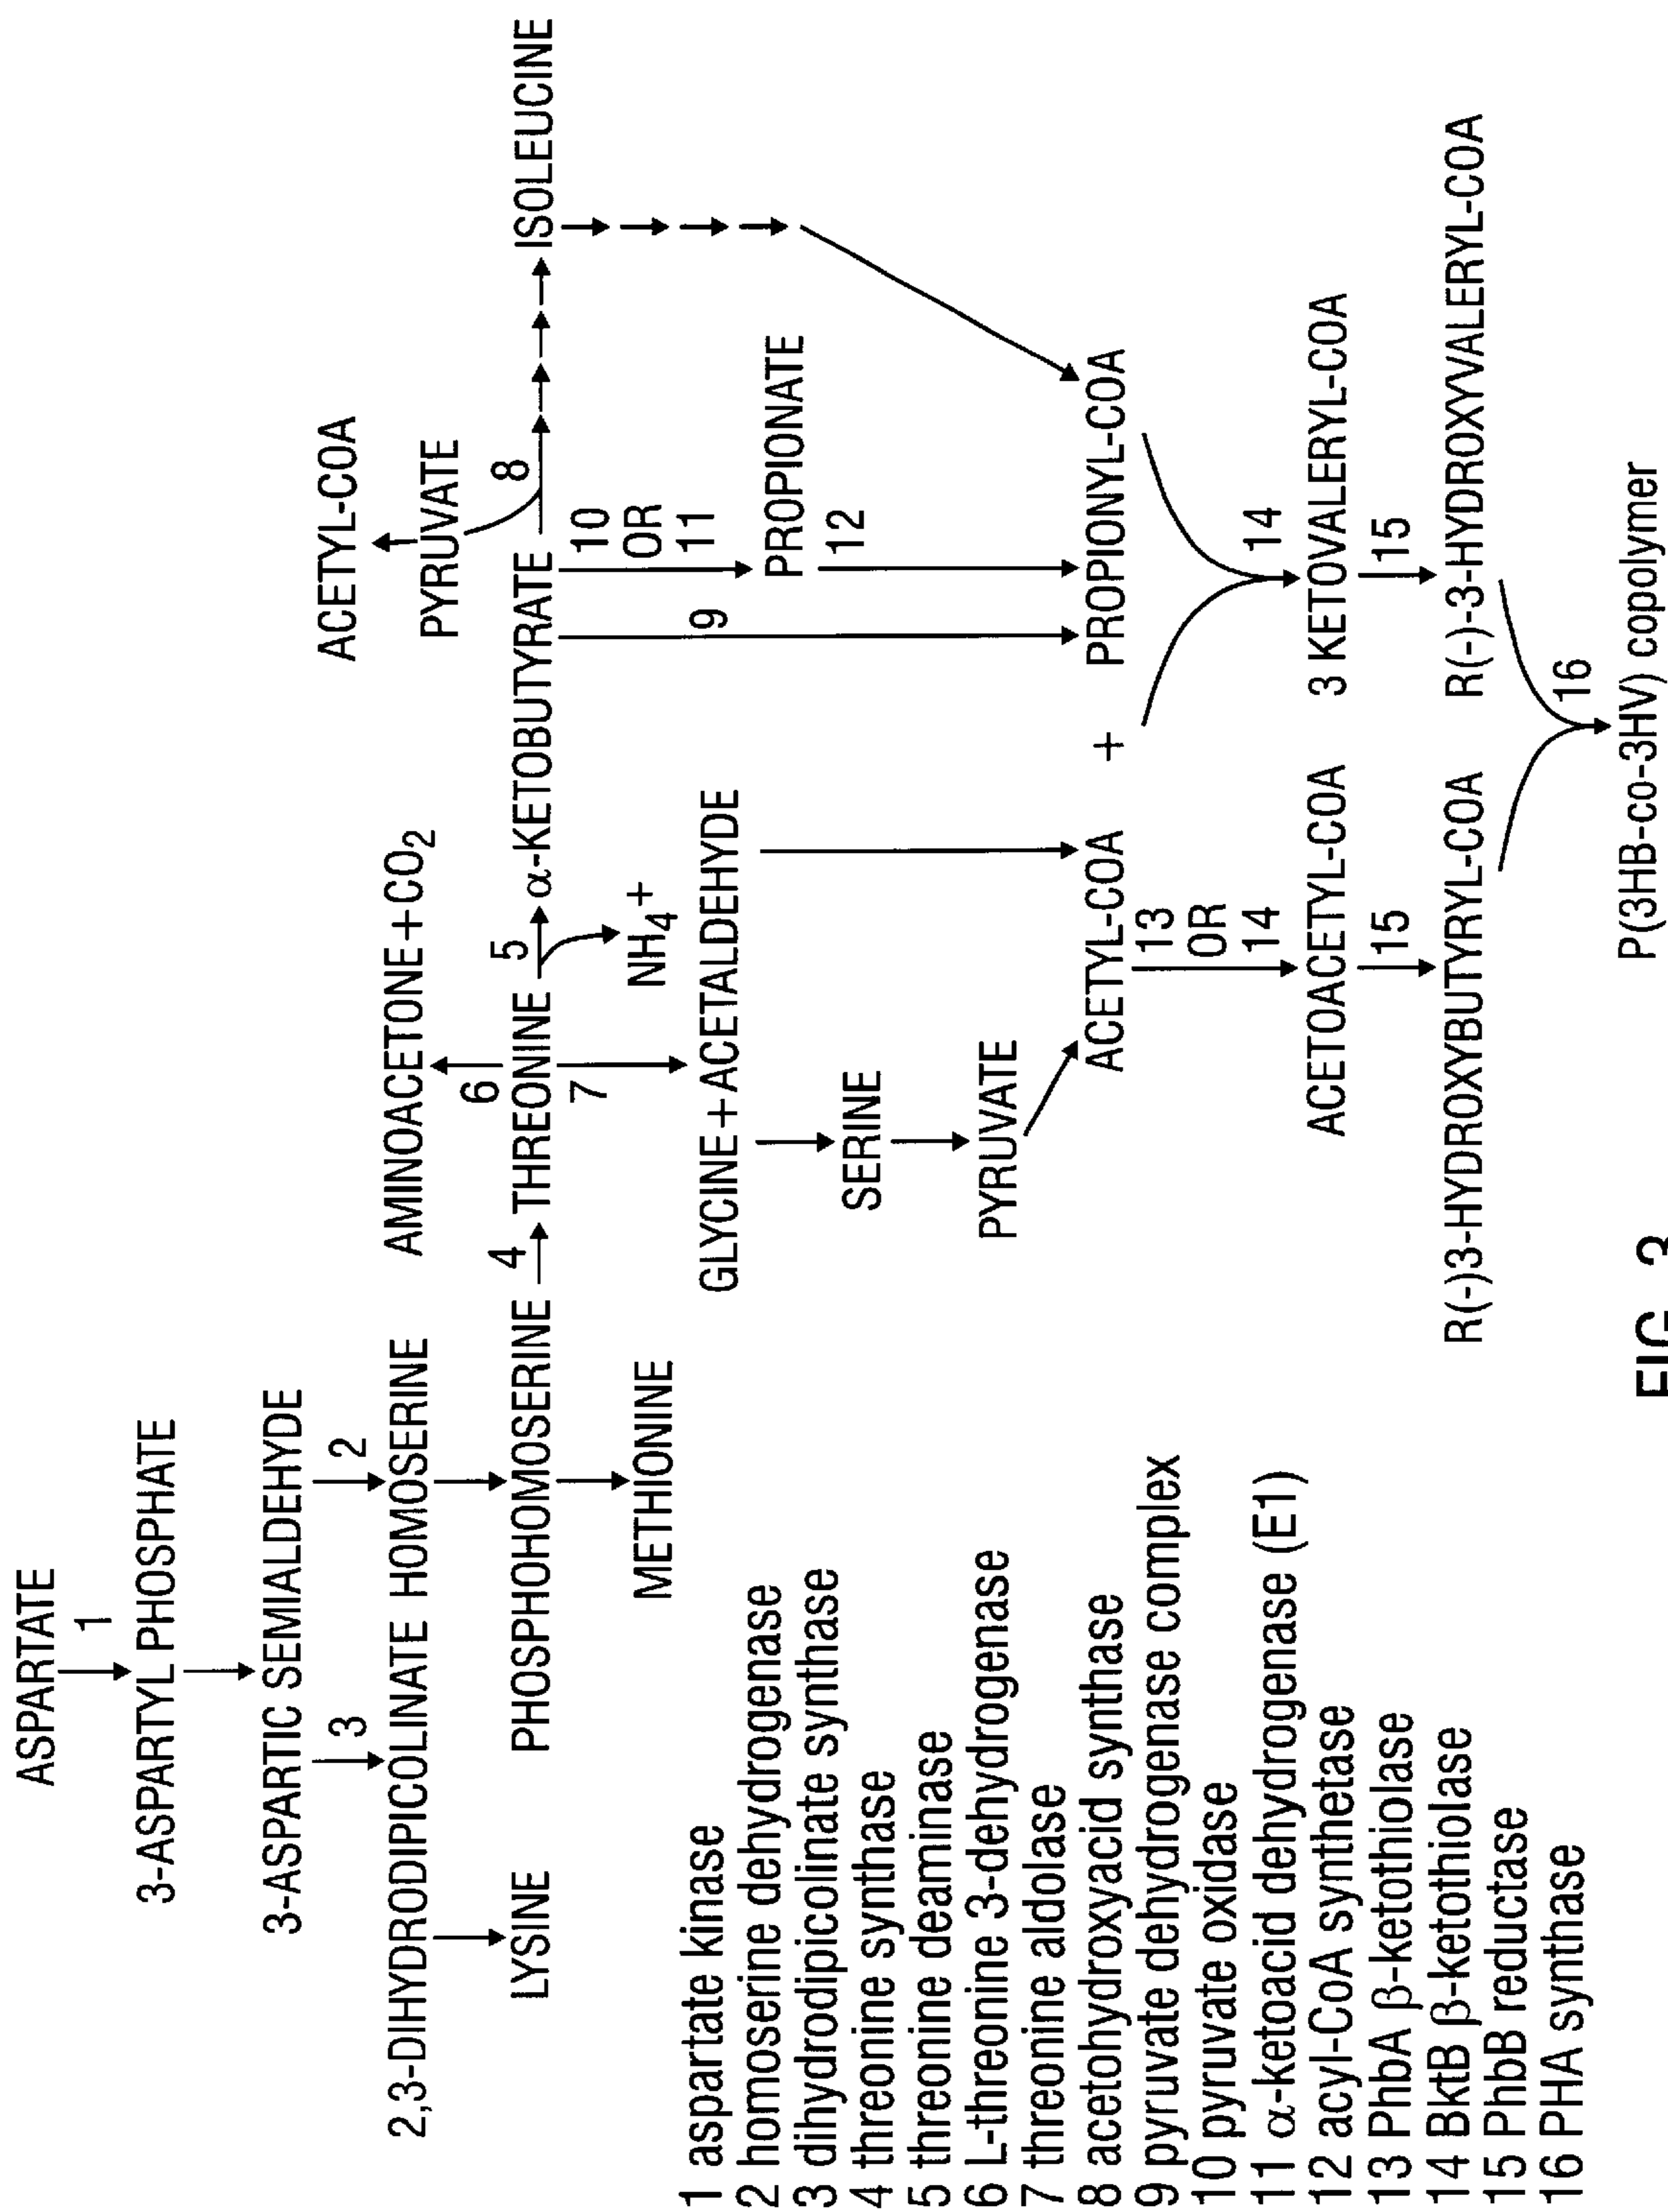 ASPARTATE
1
3-ASPARTYL PHOSPHATE
3-ASPARTIC SEMIALDEHYDE
3
2
2,3-DIHYDRODIPICOLINATE
HOMOSERINE
LYSINE
PHOSPHOHOMOSERINE
METHIONINE
4
THREONINE
6
AMINOACETONE+CO2
7
GLYCINE+ACETALDEHYDE
5
NH4+
α-KETOBUTYRATE
ACETYL-COA
PYRUVATE
8
ISOLEUCINE
9
10
OR
11
PROPIONATE
12
SERINE
PYRUVATE
ACETYL-COA
+
PROPIONYL-COA
13
OR
14
14
ACETOACETYL-COA
3 KETOVALERYL-COA
15
15
R(-)3-HYDROXYBUTYRYL-COA
R(-)-3-HYDROXYVALERYL-COA
16
P(3HB-co-3HV) copolymer
1 aspartate kinase
2 homoserine dehydrogenase
3 dihydrodipicolinate synthase
4 threonine synthase
5 threonine deaminase
6 L-threonine 3-dehydrogenase
7 threonine aldolase
8 acetohydroxyacid synthase
9 pyruvate dehydrogenase complex
10 pyruvate oxidase
11 α-ketoacid dehydrogenase (E1)
12 acyl-CoA synthetase
13 PhbA β-ketothiolase
14 BktB β-ketothiolase
15 PhbB reductase
16 PHA synthase
FIG. 3